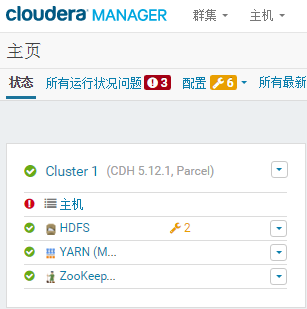 cloudera MANAGER 群集 主机
主页
状态 所有运行状况问题 3 配置 6 所有最新
Cluster 1 (CDH 5.12.1, Parcel)
主机
HDFS 2
YARN (M...
ZooKeep...